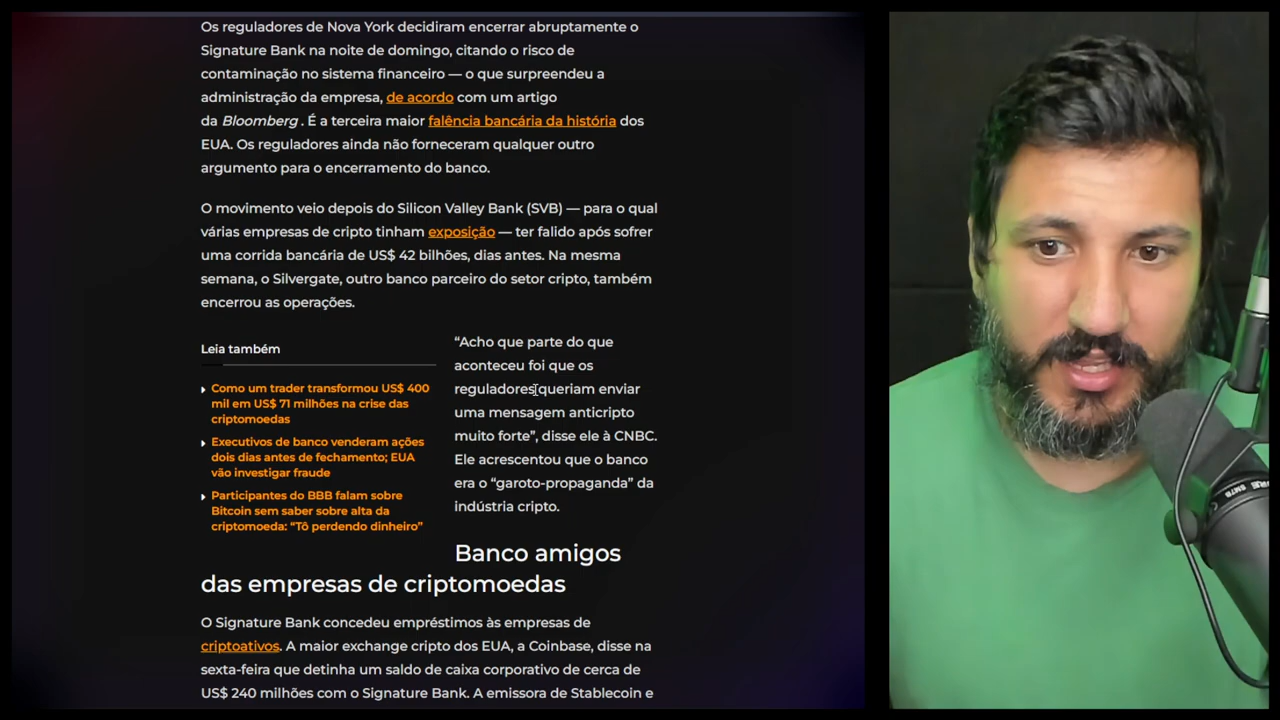 Os reguladores de Nova York decidiram encerrar abruptamente o
Signature Bank na noite de domingo, citando o risco de
contaminação no sistema financeiro — o que surpreendeu a
administração da empresa, de acordo com um artigo
da Bloomberg . É a terceira maior falência bancária da história dos
EUA. Os reguladores ainda não forneceram qualquer outro
argumento para o encerramento do banco.
O movimento veio depois do Silicon Valley Bank (SVB) — para o qual
várias empresas de cripto tinham exposição — ter falido após sofrer
uma corrida bancária de US$ 42 bilhões, dias antes. Na mesma
semana, o Silvergate, outro banco parceiro do setor cripto, também
encerrou as operações.
Leia também
Como um trader transformou US$ 400
mil em US$ 71 milhões na crise das
criptomoedas
Executivos de banco venderam ações
dois dias antes de fechamento; EUA
vão investigar fraude
Participantes do BBB falam sobre
Bitcoin sem saber sobre alta da
criptomoeda: “Tô perdendo dinheiro”
“Acho que parte do que
aconteceu foi que os
reguladores queriam enviar
uma mensagem anticripto
muito forte”, disse ele à CNBC.
Ele acrescentou que o banco
era o “garoto-propaganda” da
indústria cripto.
Banco amigos
das empresas de criptomoedas
O Signature Bank concedeu empréstimos às empresas de
criptoativos. A maior exchange cripto dos EUA, a Coinbase, disse na
sexta-feira que detinha um saldo de caixa corporativo de cerca de
US$ 240 milhões com o Signature Bank. A emissora de Stablecoin e